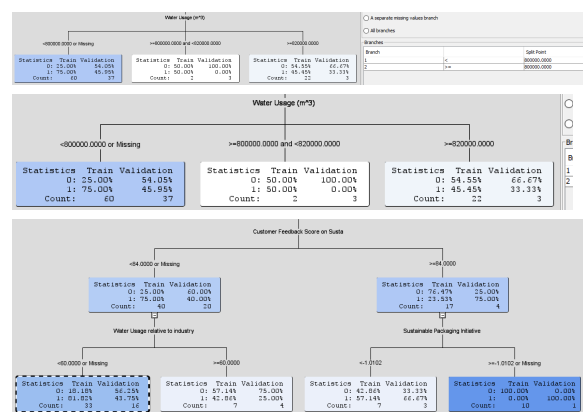 Water Usage (m^3)
<800000.0000 or Missing
>=800000.0000 and <820000.0000
>=820000.0000
Statistics Train Validation
0: 25.00% 54.05%
1: 75.00% 45.95%
Count: 60 37
Statistics Train Validation
0: 50.00% 100.00%
1: 50.00% 0.00%
Count: 2 3
Statistics Train Validation
0: 54.55% 66.67%
1: 45.45% 33.33%
Count: 22 3
A separate missing values branch
All branches
Branches
Branch Split Point
1 < 800000.0000
2 >= 800000.0000
Water Usage (m^3)
<800000.0000 or Missing
>=800000.0000 and <820000.0000
>=820000.0000
Statistics Train Validation
0: 25.00% 54.05%
1: 75.00% 45.95%
Count: 60 37
Statistics Train Validation
0: 50.00% 100.00%
1: 50.00% 0.00%
Count: 2 3
Statistics Train Validation
0: 54.55% 66.67%
1: 45.45% 33.33%
Count: 22 3
Br
B
1
2
Customer Feedback Score on Susta
<84.0000 or Missing
>=84.0000
Statistics Train Validation
0: 25.00% 60.00%
1: 75.00% 40.00%
Count: 40 20
Statistics Train Validation
0: 76.47% 25.00%
1: 23.53% 75.00%
Count: 17 4
Water Usage relative to industry
Sustainable Packaging Initiative
<60.0000 or Missing
>=60.0000
<-1.0102
>=-1.0102 or Missing
Statistics Train Validation
0: 18.18% 56.25%
1: 81.82% 43.75%
Count: 33 16
Statistics Train Validation
0: 57.14% 75.00%
1: 42.86% 25.00%
Count: 7 4
Statistics Train Validation
0: 42.86% 33.33%
1: 57.14% 66.67%
Count: 7 3
Statistics Train Validation
0: 100.00% 0.00%
1: 0.00% 100.00%
Count: 10 1